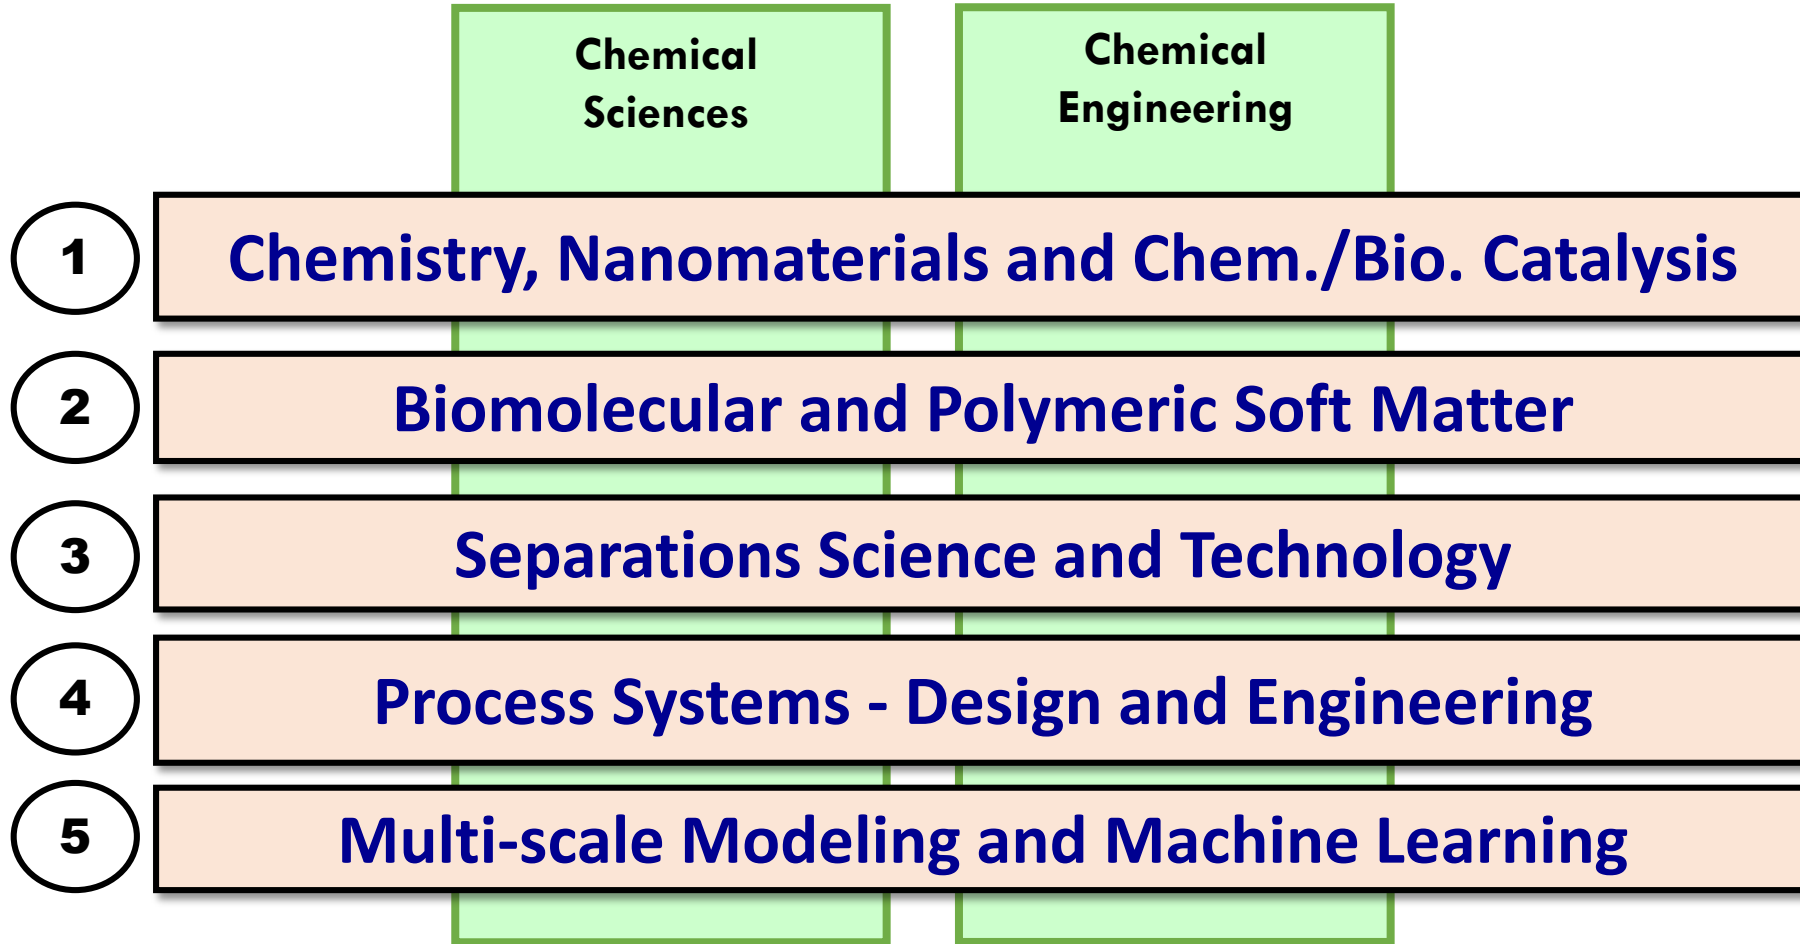 Chemical
Sciences
Chemical
Engineering
1
Chemistry, Nanomaterials and Chem./Bio. Catalysis
2
Biomolecular and Polymeric Soft Matter
3
Separations Science and Technology
4
Process Systems - Design and Engineering
5
Multi-scale Modeling and Machine Learning